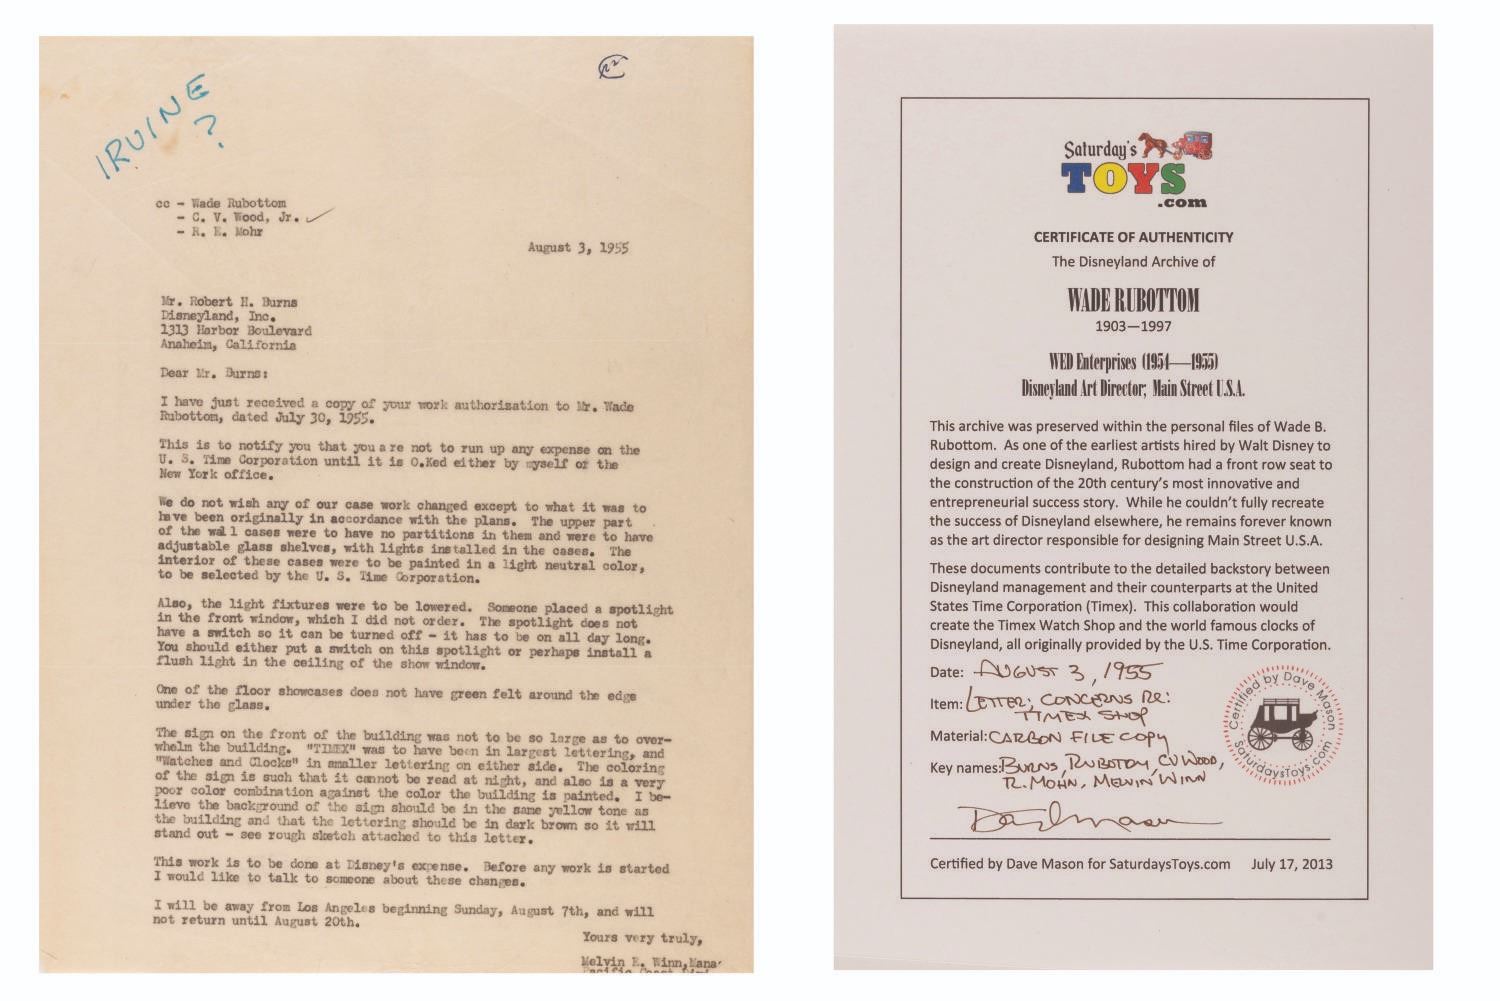 IRUINE
?
cc - Wade Rubottom
- C. V. Wood, Jr.
- R. E. Mohr
August 3, 1955
Mr. Robert H. Burns
Disneyland, Inc.
1313 Harbor Boulevard
Anaheim, California
Dear Mr. Burns:
I have just received a copy of your work authorization to Mr. Wade
Rubottom, dated July 30, 1955.
This is to notify you that you are not to run up any expense on the
U. S. Time Corporation until it is O.Ked either by myself or the
New York office.
We do not wish any of our case work changed except to what it was to
have been originally in accordance with the plans. The upper part
of the wall cases were to have no partitions in them and were to have
adjustable glass shelves, with lights installed in the cases. The
interior of these cases were to be painted in a light neutral color,
to be selected by the U. S. Time Corporation.
Also, the light fixtures were to be lowered. Someone placed a spotlight
in the front window, which I did not order. The spotlight does not
have a switch so it can be turned off - it has to be on all day long.
You should either put a switch on this spotlight or perhaps install a
flush light in the ceiling of the show window.
One of the floor showcases does not have green felt around the edge
under the glass.
The sign on the front of the building was not to be so large as to over-
whelm the building. "TIMEX" was to have been in largest lettering, and
"Watches and Clocks" in smaller lettering on either side. The coloring
of the sign is such that it cannot be read at night, and also is a very
poor color combination against the color the building is painted. I be-
lieve the background of the sign should be in the same yellow tone as
the building and that the lettering should be in dark brown so it will
stand out - see rough sketch attached to this letter.
This work is to be done at Disney's expense. Before any work is started
I would like to talk to someone about these changes.
I will be away from Los Angeles beginning Sunday, August 7th, and will
not return until August 20th.
Yours very truly,
Melvin E. Winn, Mana
Pacific Coast
Saturday's
TOYS
.com
CERTIFICATE OF AUTHENTICITY
The Disneyland Archive of
WADE RUBOTTOM
1903—1997
WED Enterprises (1954—1955)
Disneyland Art Director; Main Street U.S.A.
This archive was preserved within the personal files of Wade B.
Rubottom. As one of the earliest artists hired by Walt Disney to
design and create Disneyland, Rubottom had a front row seat to
the construction of the 20th century's most innovative and
entrepreneurial success story. While he couldn't fully recreate
the success of Disneyland elsewhere, he remains forever known
as the art director responsible for designing Main Street U.S.A.
These documents contribute to the detailed backstory between
Disneyland management and their counterparts at the United
States Time Corporation (Timex). This collaboration would
create the Timex Watch Shop and the world famous clocks of
Disneyland, all originally provided by the U.S. Time Corporation.
Date: AUGUST 3, 1955
Item: LETTER; CONCERNS RE:
TIMEX SHOP
Material: CARBON FILE COPY
Key names: BURNS, RUBOTTOM, CV WOOD,
R. MOHN, MELVIN WINN
Certified by Dave Mason
SaturdaysToys.com
Dave Mason
Certified by Dave Mason for SaturdaysToys.com July 17, 2013